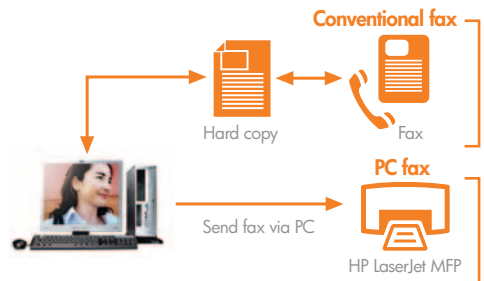 Conventional fax
Hard copy
Fax
PC fax
Send fax via PC
HP LaserJet MFP